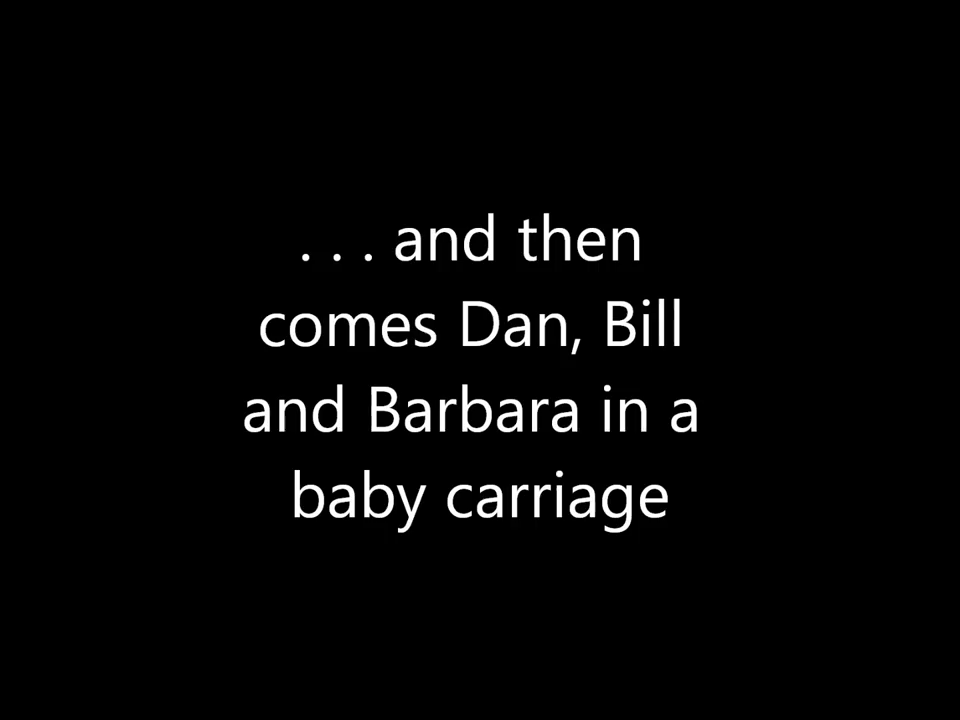 . . . and then
comes Dan, Bill
and Barbara in a
baby carriage